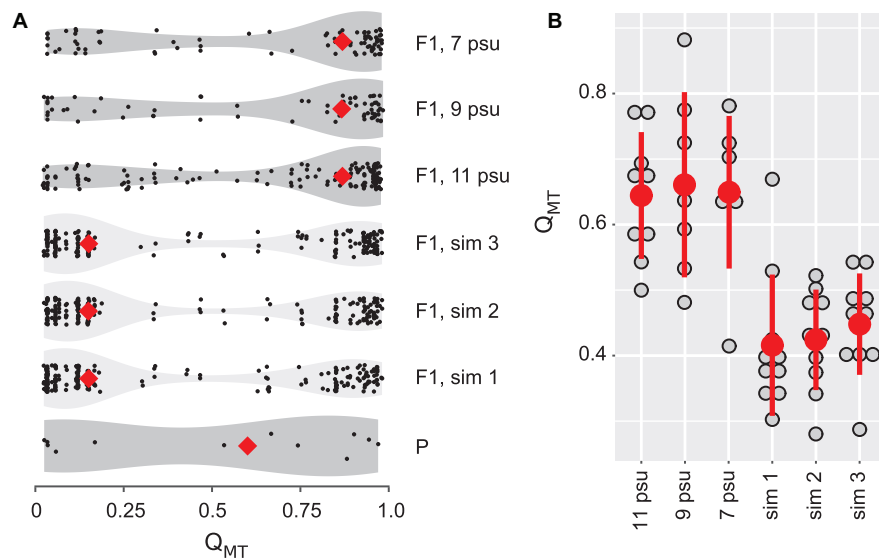 A
F1, 7 psu
F1, 9 psu
F1, 11 psu
F1, sim 3
F1, sim 2
F1, sim 1
P
0 0.25 0.50 0.75 1.0
QMT
B
0.8
0.6
0.4
QMT
11 psu
9 psu
7 psu
sim 1
sim 2
sim 3